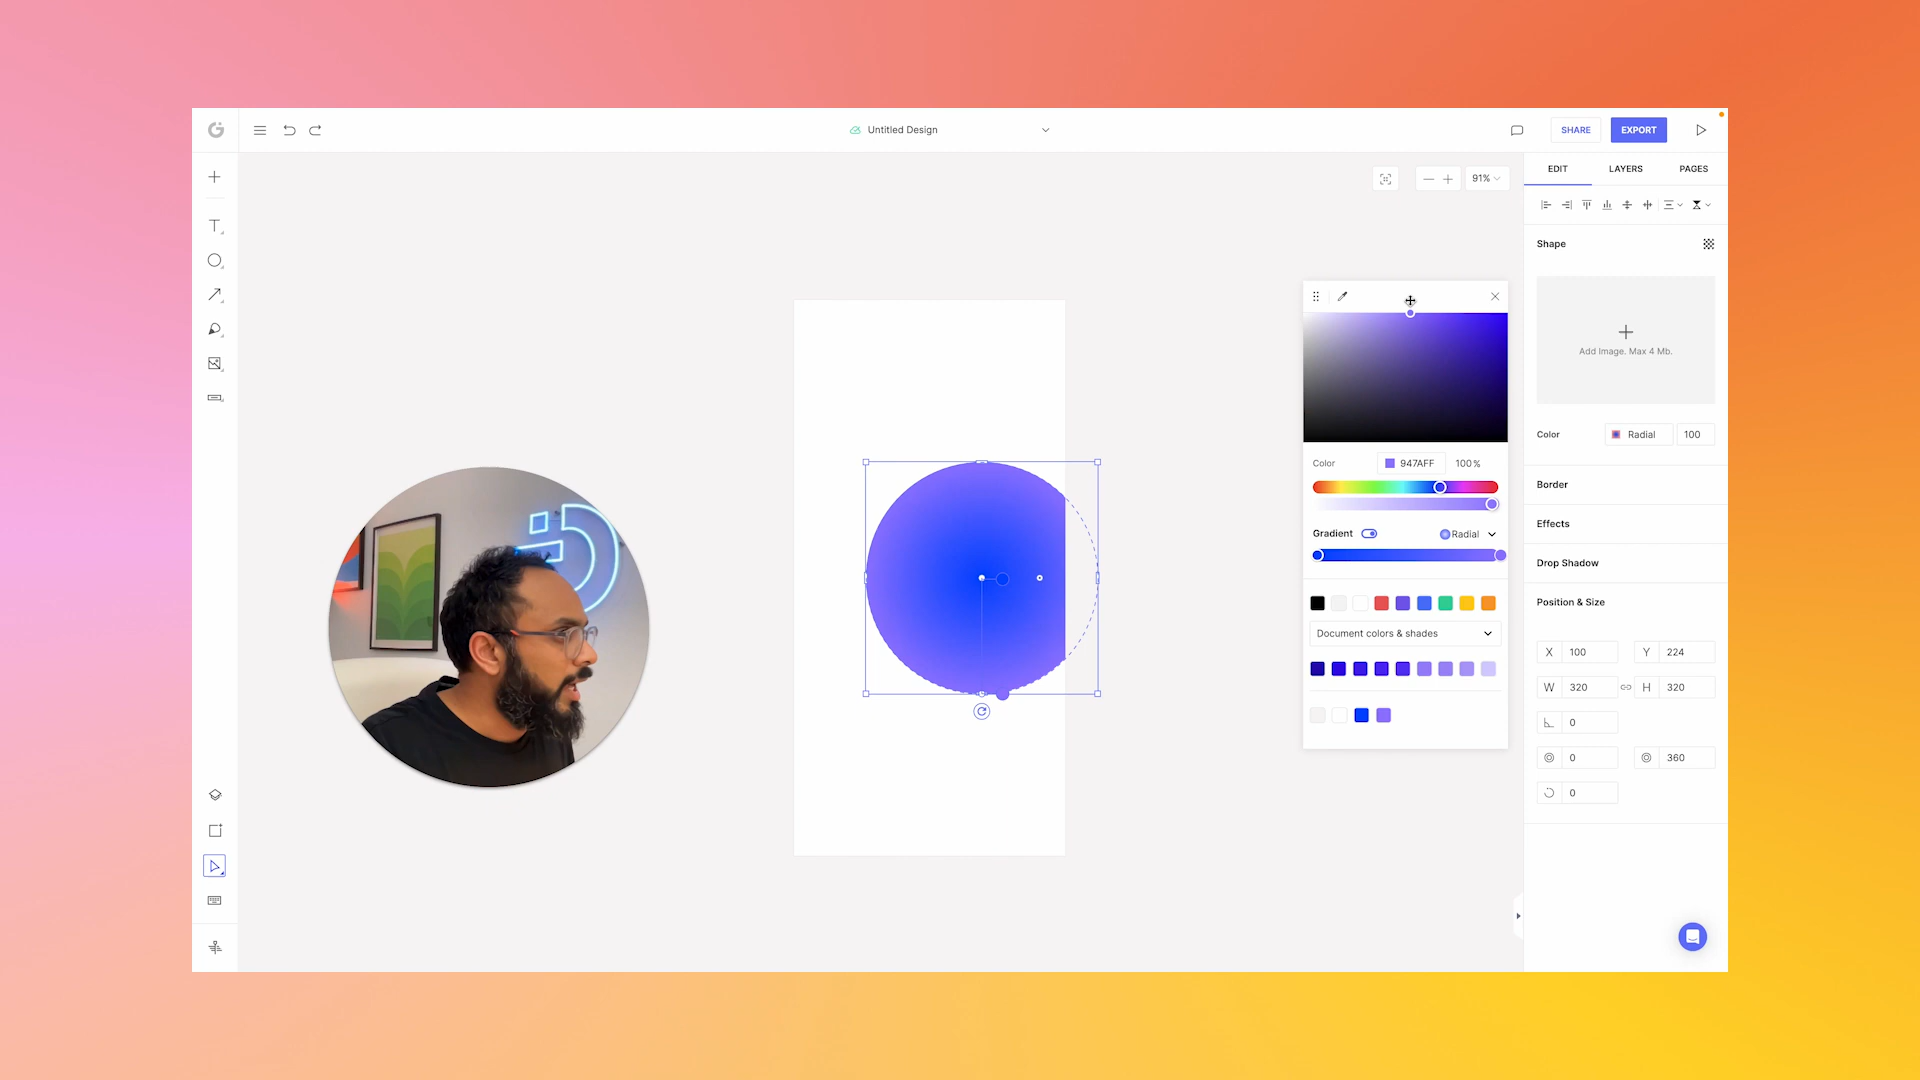 Untitled Design
SHARE
EXPORT
91%
EDIT
LAYERS
PAGES
Shape
Add Image. Max 4 Mb.
Color
Radial
100
Border
Effects
Drop Shadow
Position & Size
X 100
Y 224
W 320
H 320
0
0
360
0
Color
947AFF
100%
Gradient
Radial
Document colors & shades